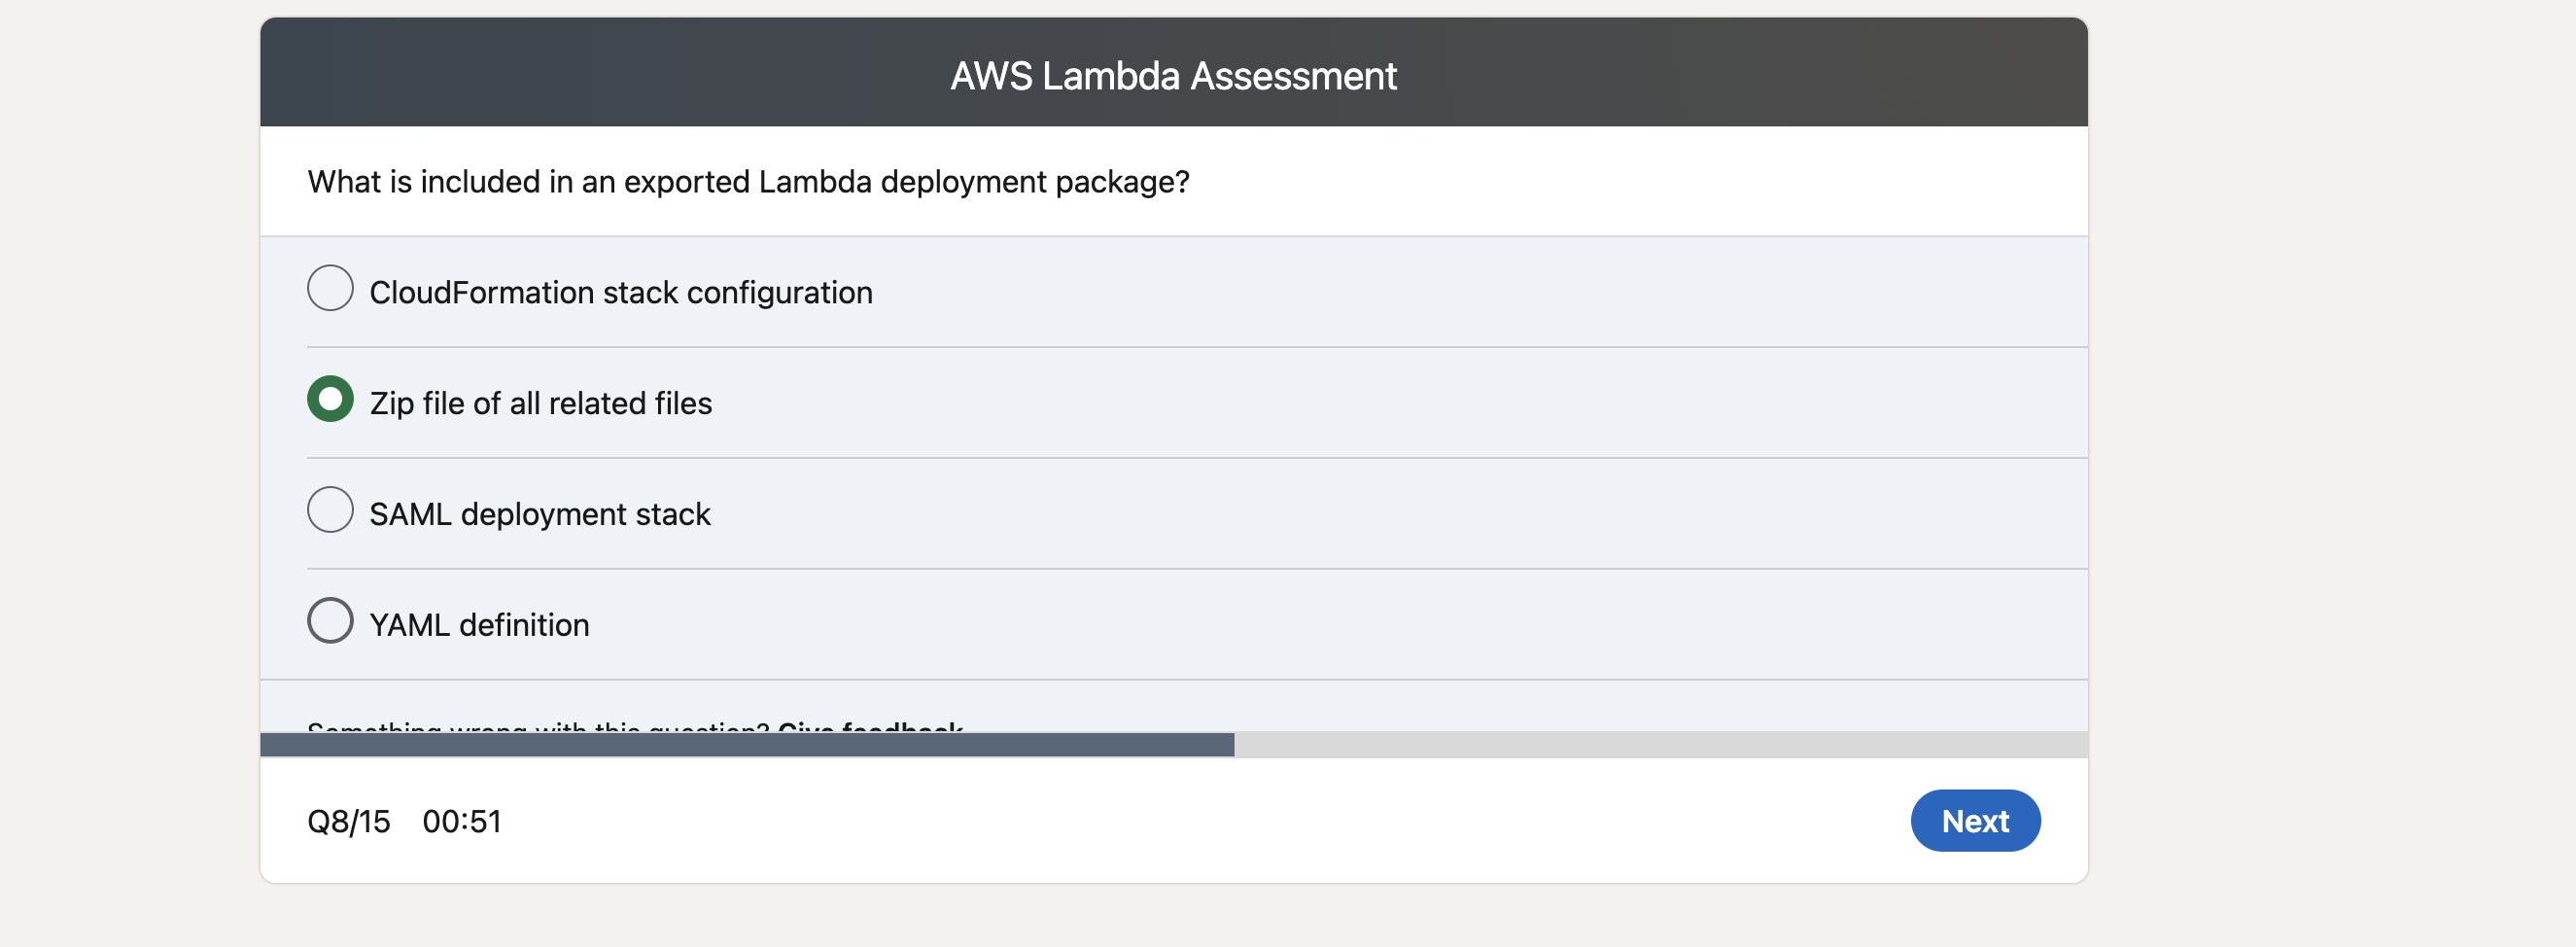 AWS Lambda Assessment
What is included in an exported Lambda deployment package?
CloudFormation stack configuration
Zip file of all related files
SAML deployment stack
YAML definition
Something wrong with this question? Give feedback
Q8/15 00:51
Next